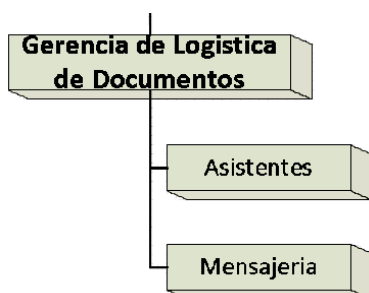 Gerencia de Logistica
de Documentos
Asistentes
Mensajeria